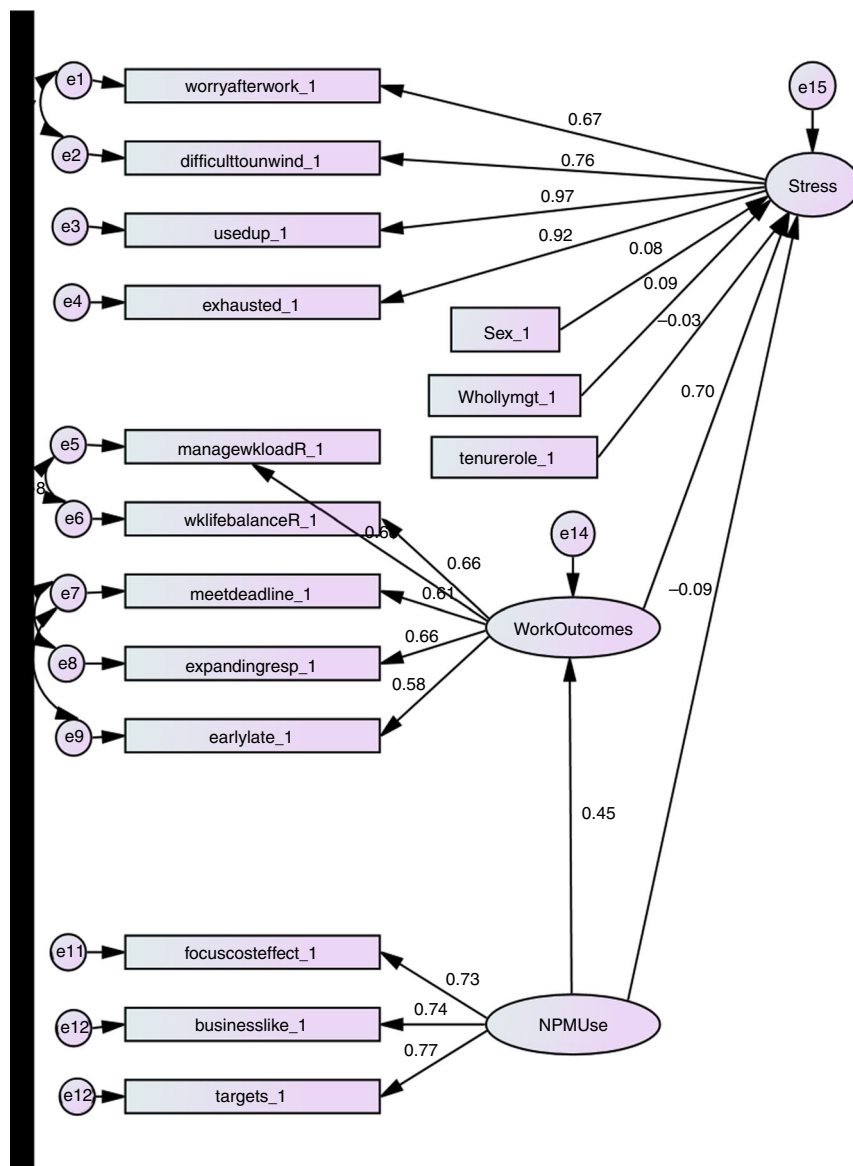 e1
worryafterwork_1
e15
0.67
e2
difficulttounwind_1
0.76
Stress
e3
usedup_1
0.97
e4
exhausted_1
0.92
0.08
0.09
Sex_1
–0.03
Whollymgt_1
0.70
e5
managewkloadR_1
tenurerole_1
8
e6
wklifebalanceR_1
e14
0.66
e7
meetdeadline_1
0.61
–0.09
WorkOutcomes
e8
expandingresp_1
0.66
0.58
e9
earlylate_1
0.45
e11
focuscosteffect_1
0.73
e12
businesslike_1
0.74
NPMUse
0.77
e12
targets_1